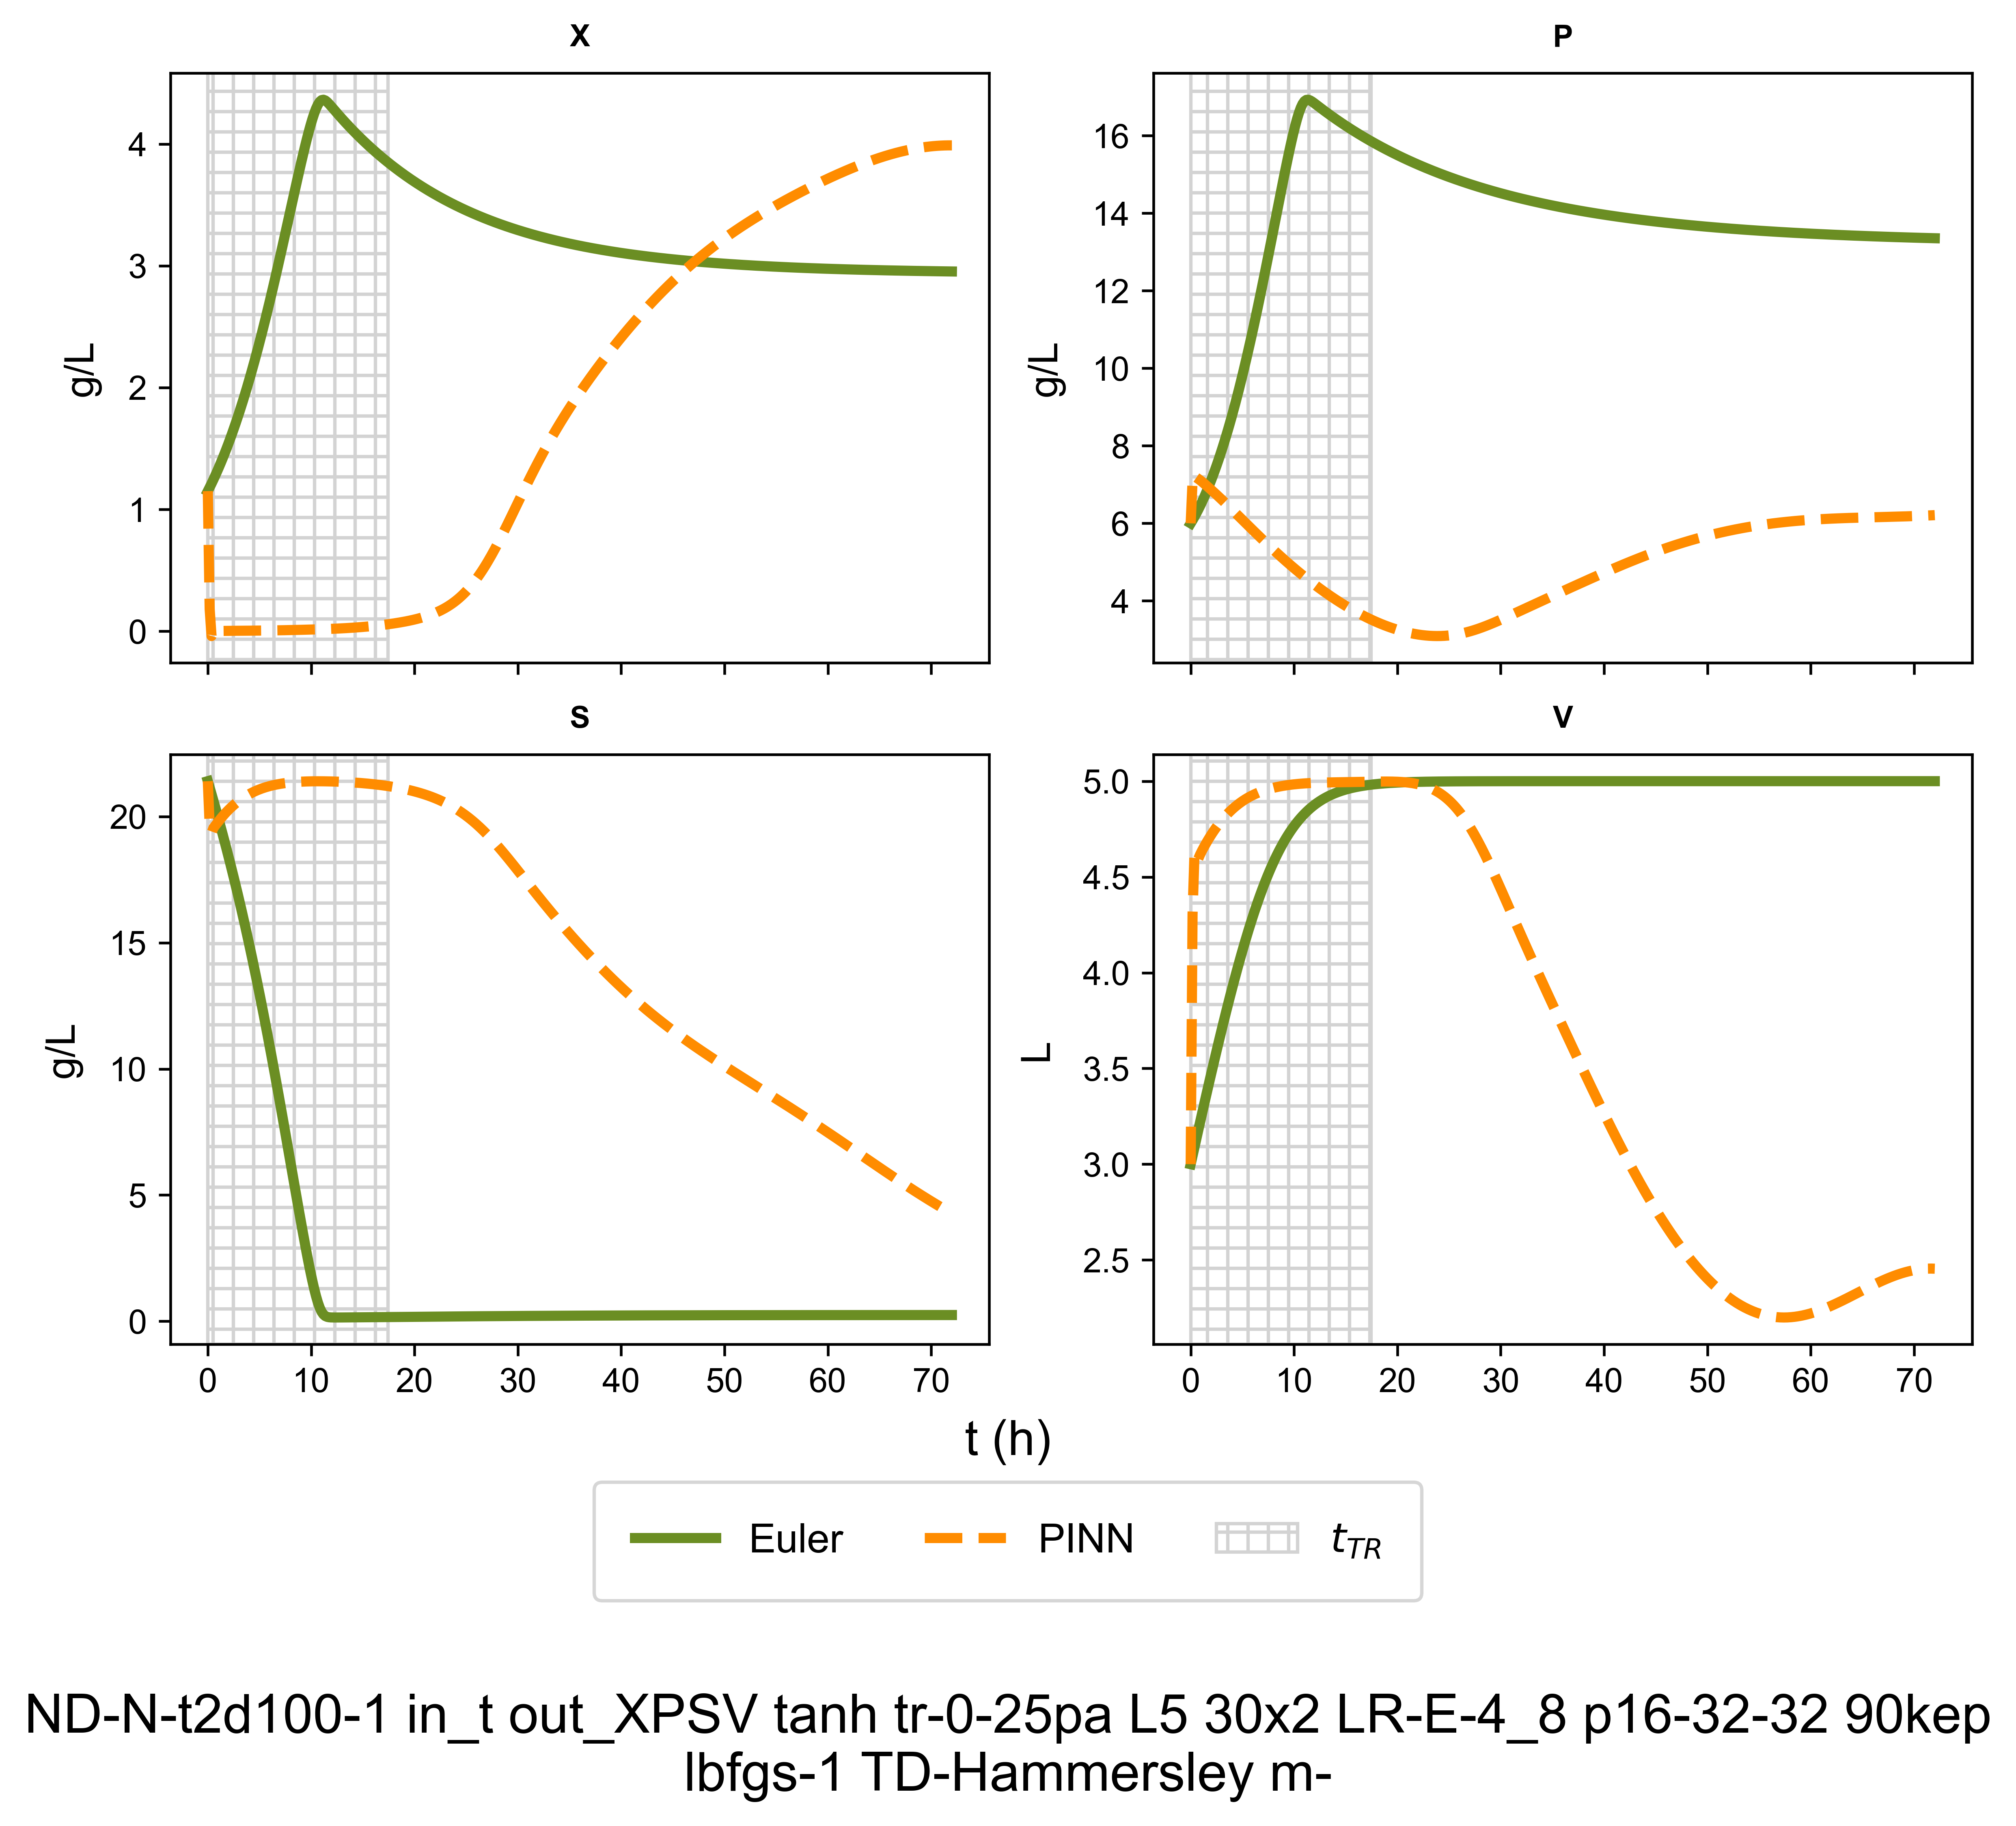 X
P
g/L
4
3
2
1
0
g/L
16
14
12
10
8
6
4
S
V
g/L
20
15
10
5
0
0 10 20 30 40 50 60 70
L
5.0
4.5
4.0
3.5
3.0
2.5
0 10 20 30 40 50 60 70
t (h)
Euler PINN t_TR
ND-N-t2d100-1 in_t out_XPSV tanh tr-0-25pa L5 30x2 LR-E-4_8 p16-32-32 90kep
lbfgs-1 TD-Hammersley m-